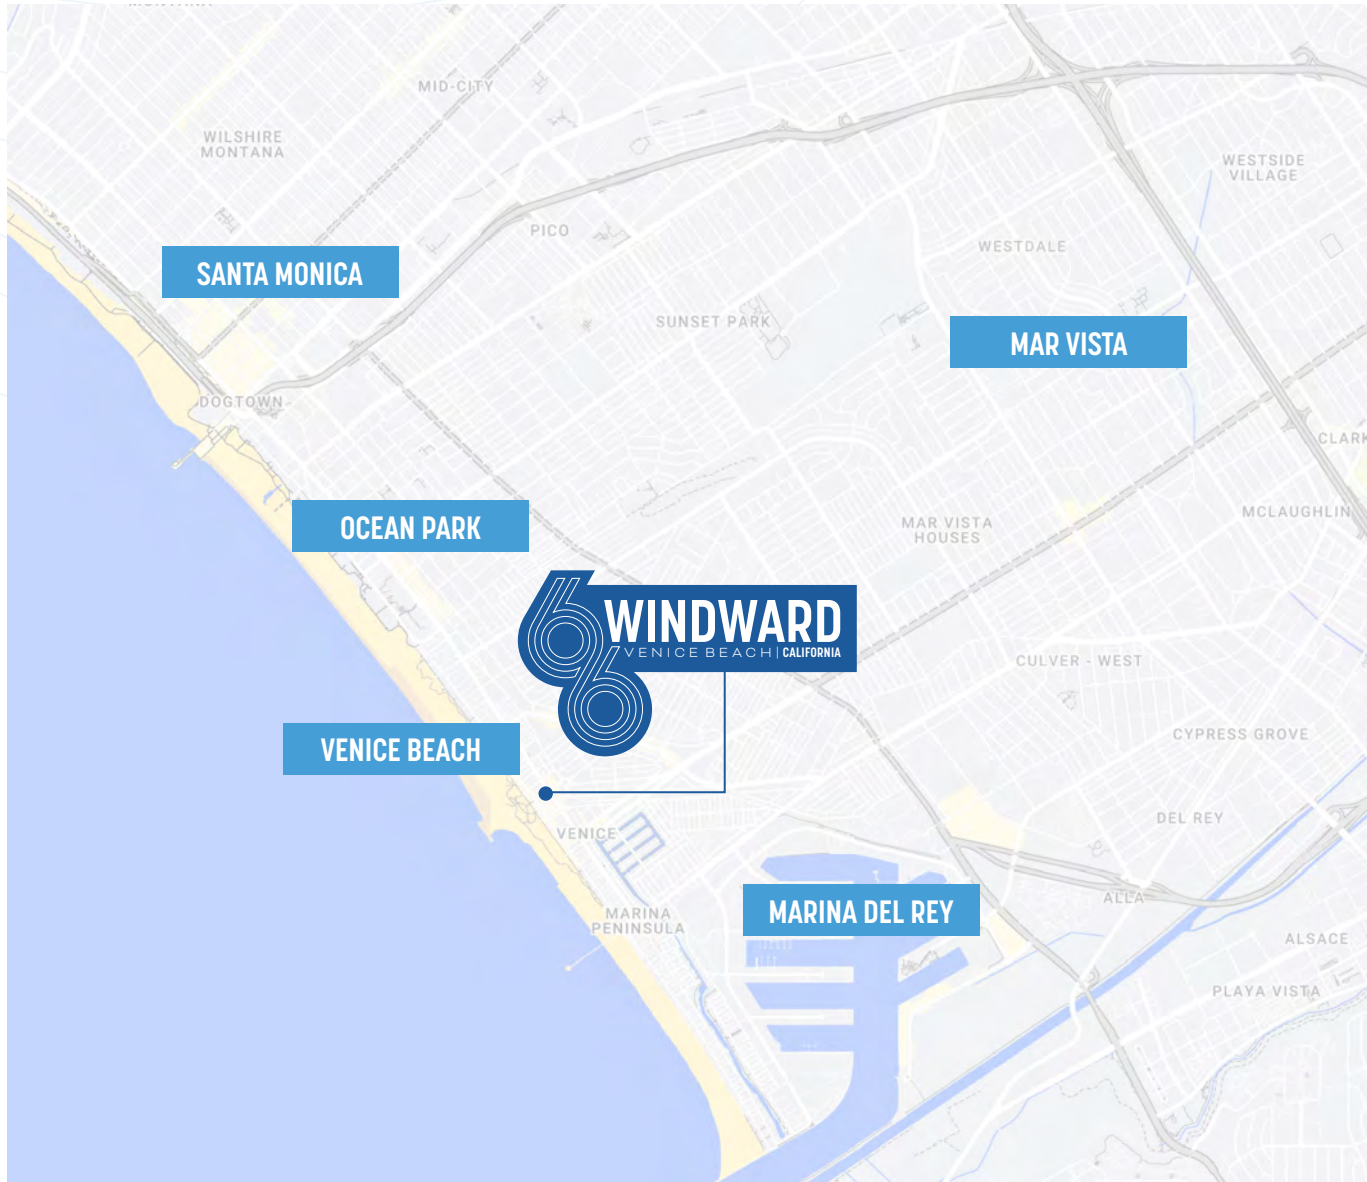 MONTANA
MID-CITY
WILSHIRE
MONTANA
WESTSIDE
VILLAGE
PICO
WESTDALE
SANTA MONICA
SUNSET PARK
MAR VISTA
DOGTOWN
CLARK
MCLAUGHLIN
OCEAN PARK
MAR VISTA
HOUSES
66 WINDWARD
VENICE BEACH | CALIFORNIA
CULVER - WEST
CYPRESS GROVE
VENICE BEACH
DEL REY
VENICE
ALLA
MARINA DEL REY
MARINA
PENINSULA
ALSACE
PLAYA VISTA